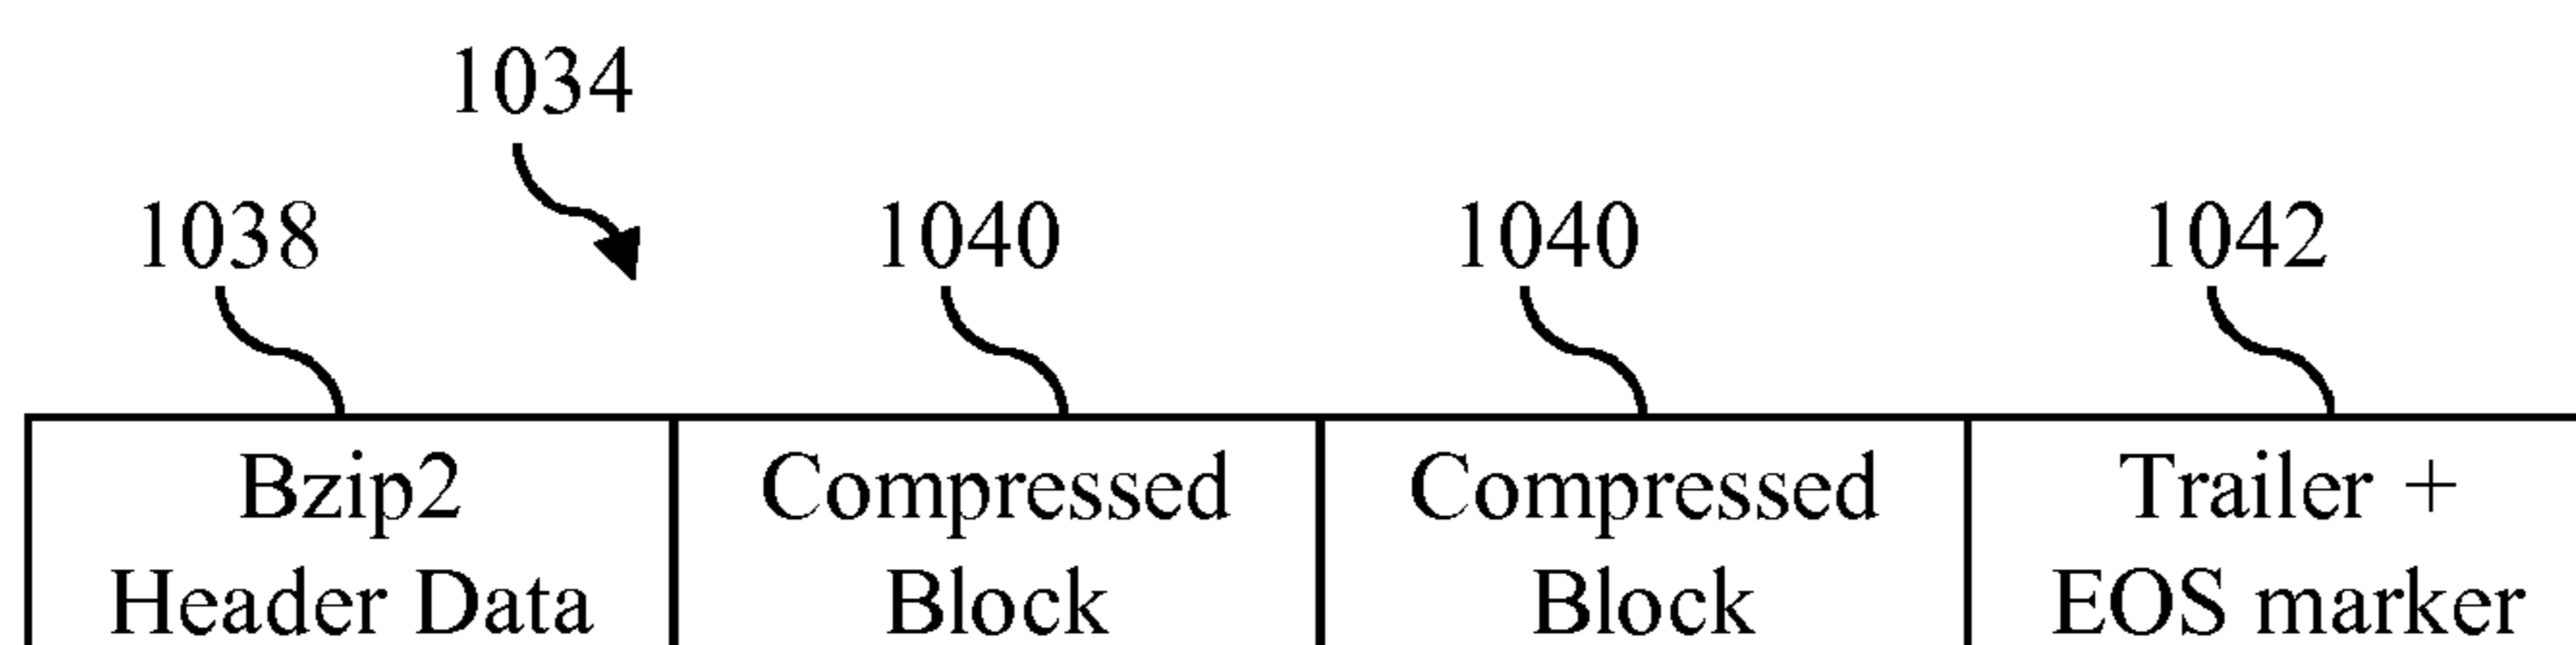 1034
1038 1040 1040 1042
Bzip2 Compressed Compressed Trailer +
Header Data Block Block EOS marker